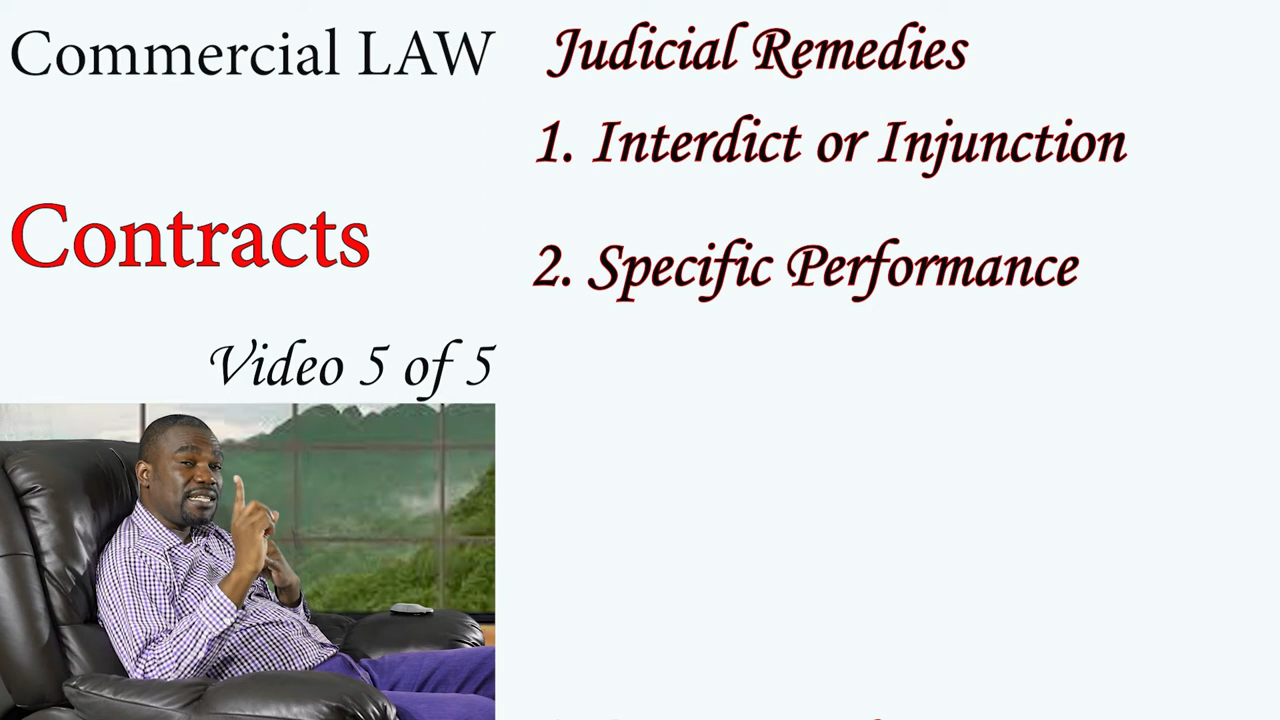 Commercial LAW
Contracts
Video 5 of 5
Judicial Remedies
1. Interdict or Injunction
2. Specific Performance